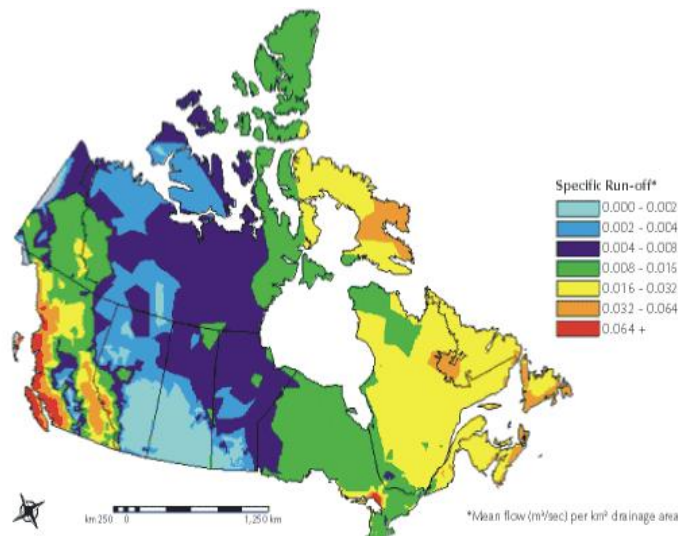 Specific Run-off*
0.000 - 0.002
0.002 - 0.004
0.004 - 0.008
0.008 - 0.016
0.016 - 0.032
0.032 - 0.064
0.064 +
km 250 0 1,250 km
*Mean flow (m³/sec) per km² drainage area